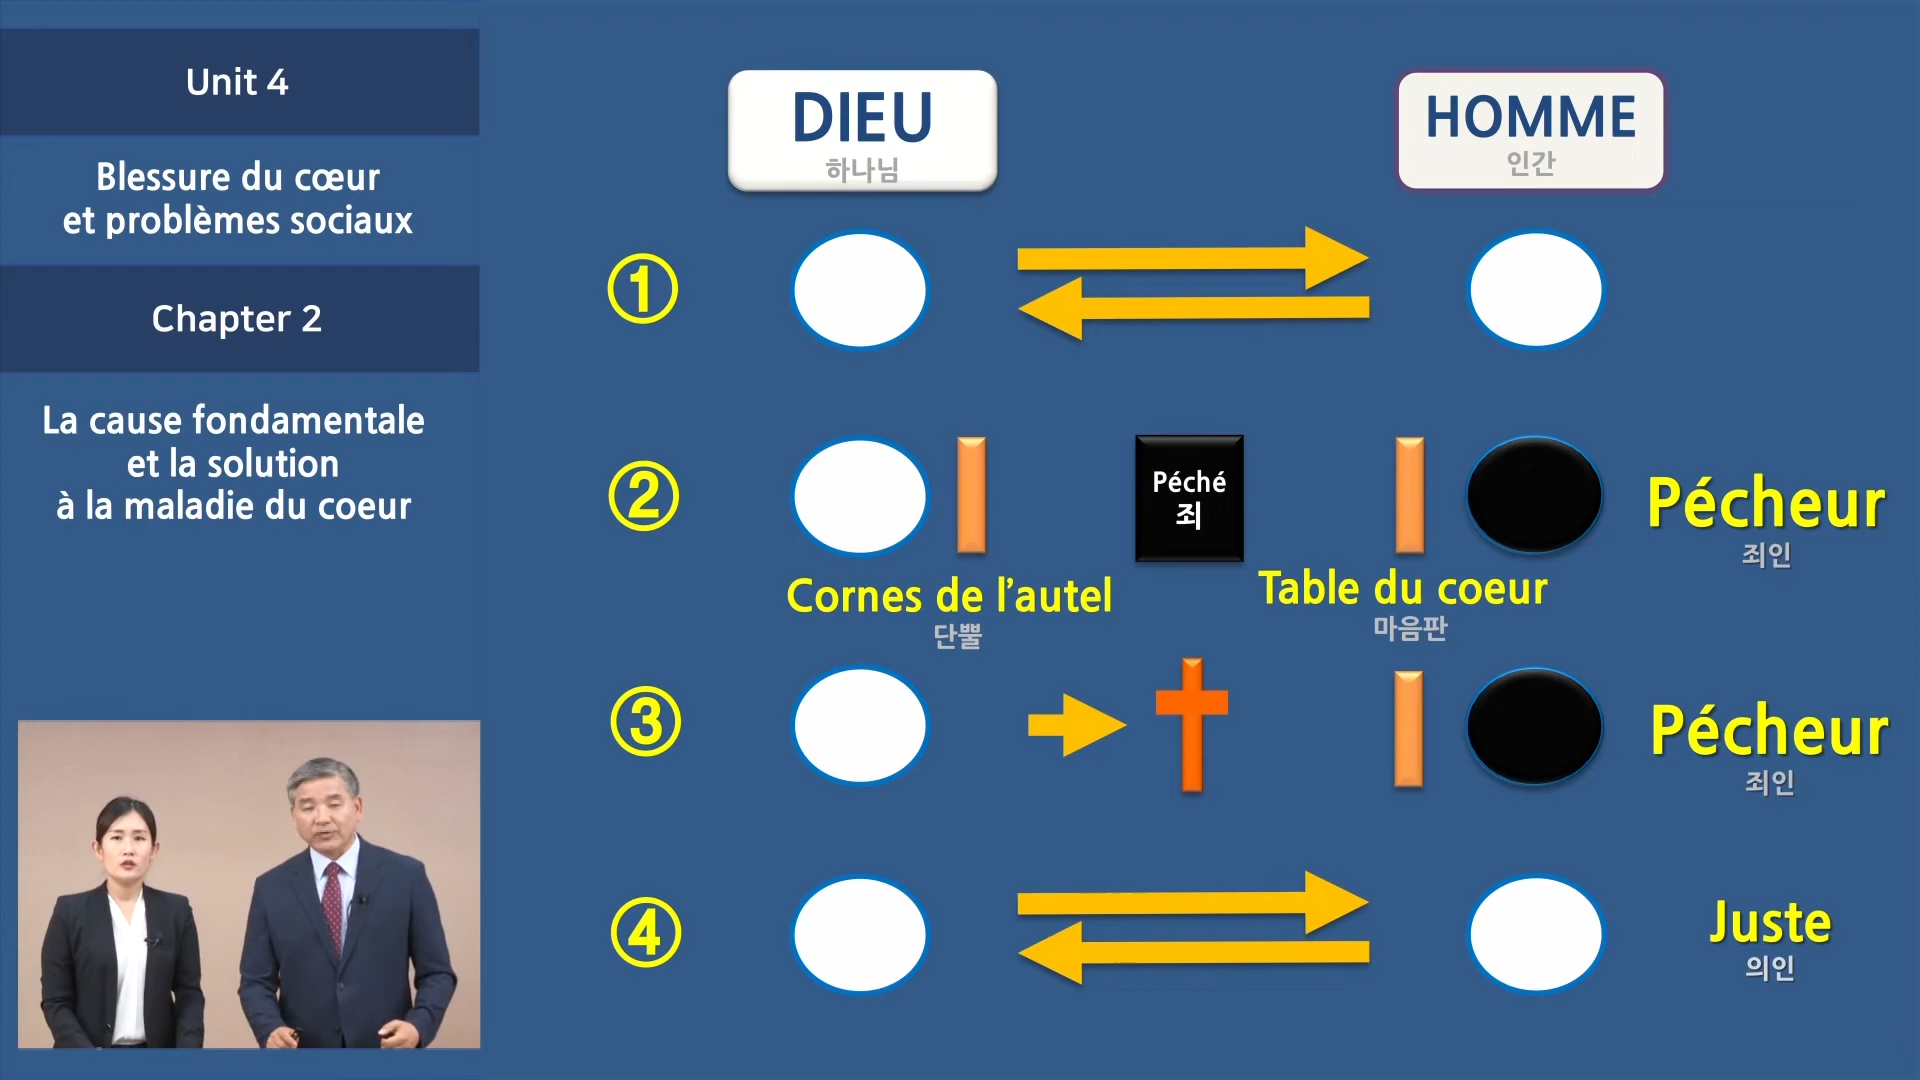 Unit 4
Blessure du cœur
et problèmes sociaux
Chapter 2
La cause fondamentale
et la solution
à la maladie du coeur
DIEU
하나님
HOMME
인간
①
②
Péché
죄
Pécheur
죄인
Cornes de l’autel
단뿔
Table du coeur
마음판
③
Pécheur
죄인
④
Juste
의인